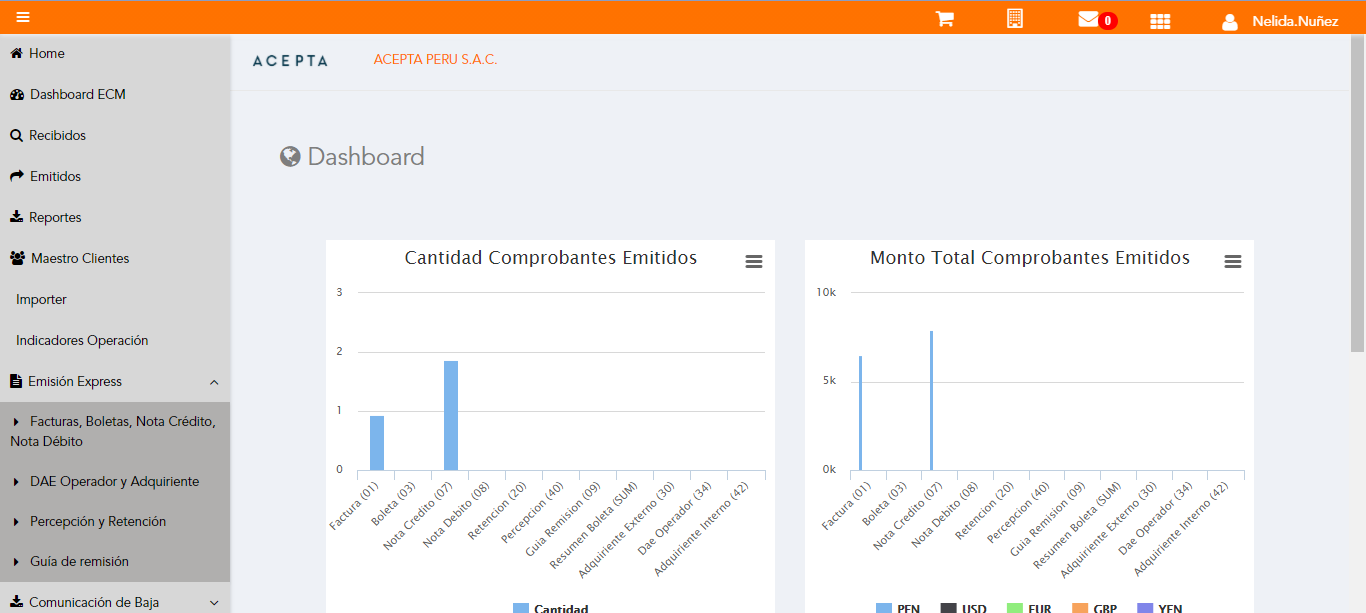 0
Nelida.Nuñez
Home
Dashboard ECM
Recibidos
Emitidos
Reportes
Maestro Clientes
Importer
Indicadores Operación
Emisión Express
Facturas, Boletas, Nota Crédito,
Nota Débito
DAE Operador y Adquiriente
Percepción y Retención
Guía de remisión
Comunicación de Baja
ACEPTA
ACEPTA PERU S.A.C.
Dashboard
Cantidad Comprobantes Emitidos
3
2
1
0
Factura (01)
Boleta (03)
Nota Credito (07)
Nota Debito (08)
Retencion (20)
Percepcion (40)
Guia Remision (09)
Resumen Boleta (SUM)
Adquiriente Externo (30)
Dae Operador (34)
Adquiriente Interno (42)
Cantidad
Monto Total Comprobantes Emitidos
10k
5k
0k
Factura (01)
Boleta (03)
Nota Credito (07)
Nota Debito (08)
Retencion (20)
Percepcion (40)
Guia Remision (09)
Resumen Boleta (SUM)
Adquiriente Externo (30)
Dae Operador (34)
Adquiriente Interno (42)
PEN USD EUR GBP YEN